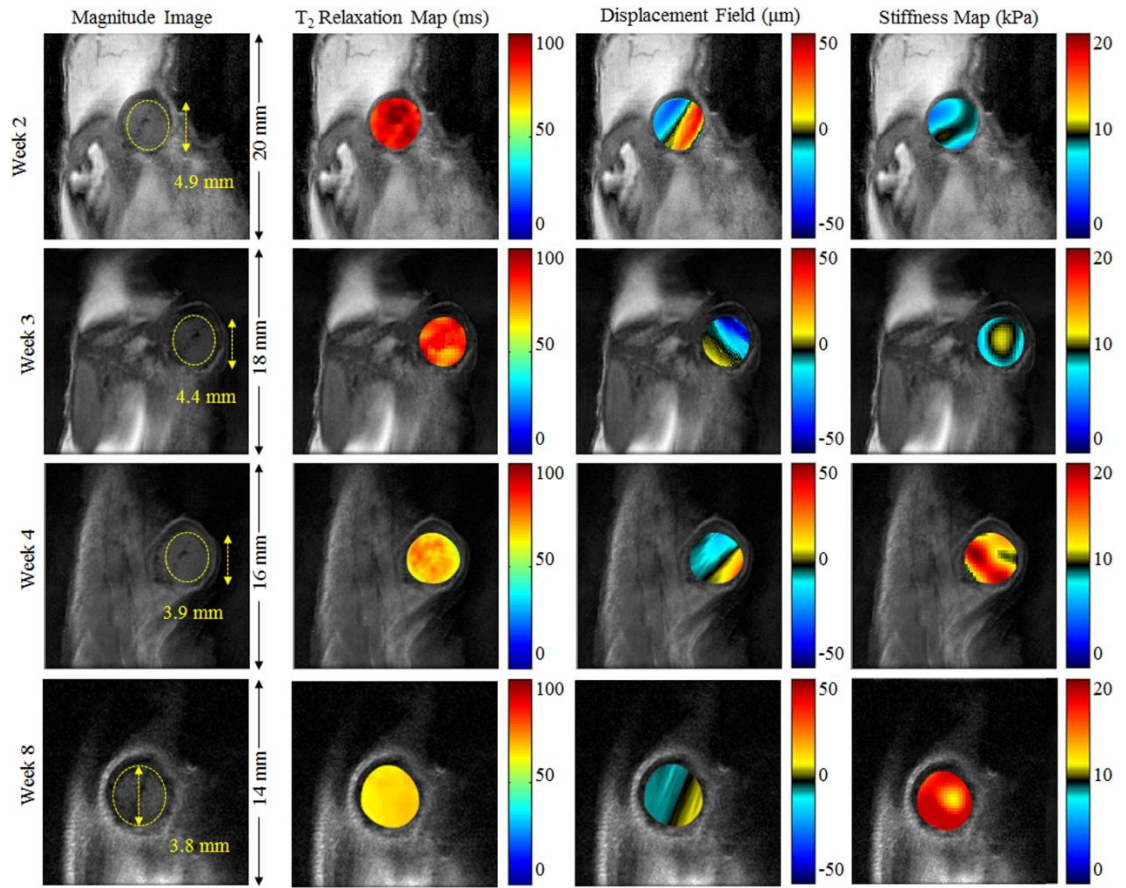 Magnitude Image
T₂ Relaxation Map (ms)
Displacement Field (µm)
Stiffness Map (kPa)
Week 2
4.9 mm
20 mm
100
50
0
50
0
-50
20
10
0
Week 3
4.4 mm
18 mm
100
50
0
50
0
-50
20
10
0
Week 4
3.9 mm
16 mm
100
50
0
50
0
-50
20
10
0
Week 8
3.8 mm
14 mm
100
50
0
50
0
-50
20
10
0